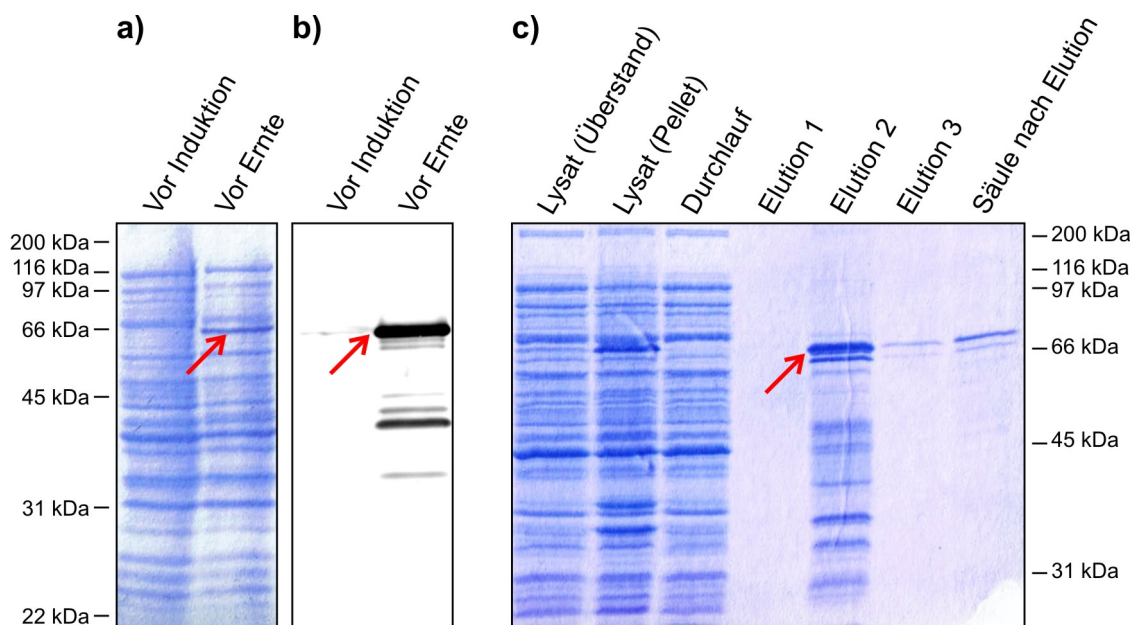 a)
Vor Induktion
Vor Ernte
b)
Vor Induktion
Vor Ernte
c)
Lysat (Überstand)
Lysat (Pellet)
Durchlauf
Elution 1
Elution 2
Elution 3
Säule nach Elution
200 kDa
116 kDa
97 kDa
66 kDa
45 kDa
31 kDa
22 kDa
200 kDa
116 kDa
97 kDa
66 kDa
45 kDa
31 kDa